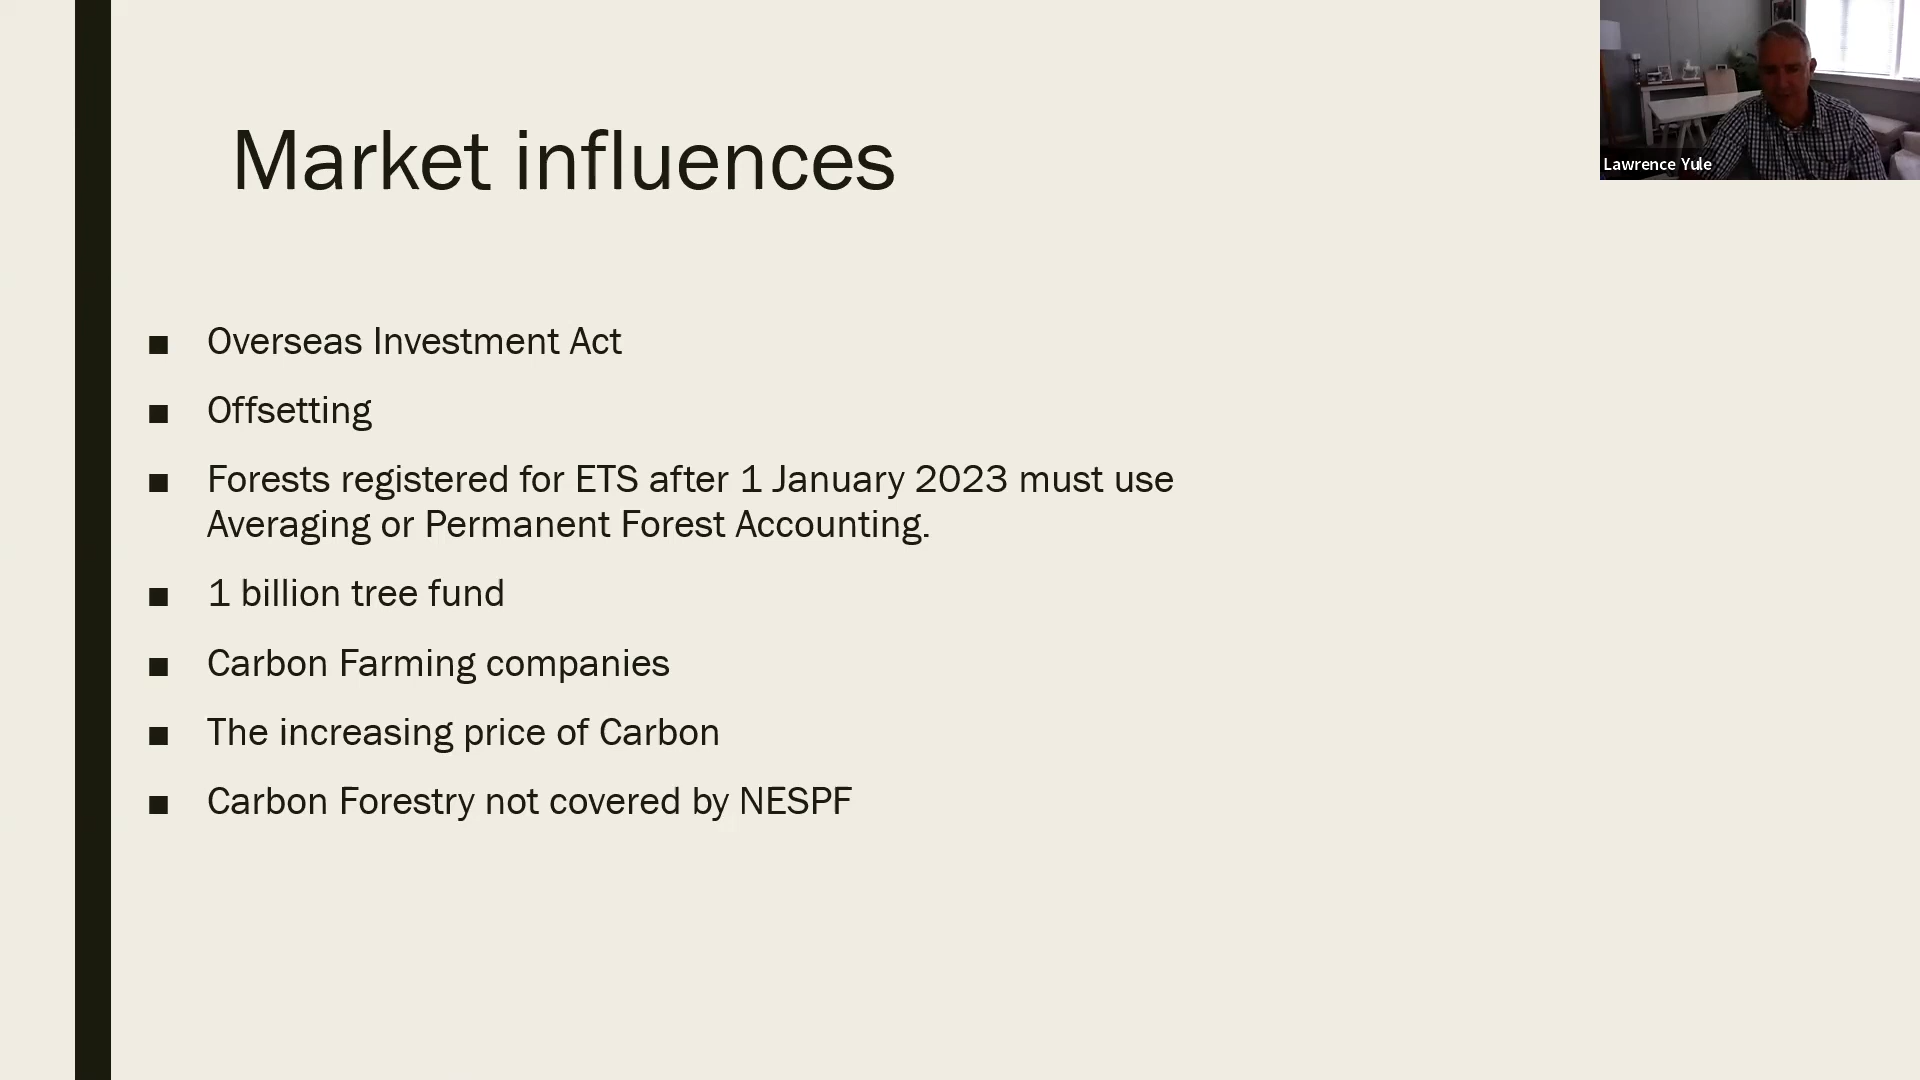 Market influences
Lawrence Yule
■ Overseas Investment Act
■ Offsetting
■ Forests registered for ETS after 1 January 2023 must use
Averaging or Permanent Forest Accounting.
■ 1 billion tree fund
■ Carbon Farming companies
■ The increasing price of Carbon
■ Carbon Forestry not covered by NESPF